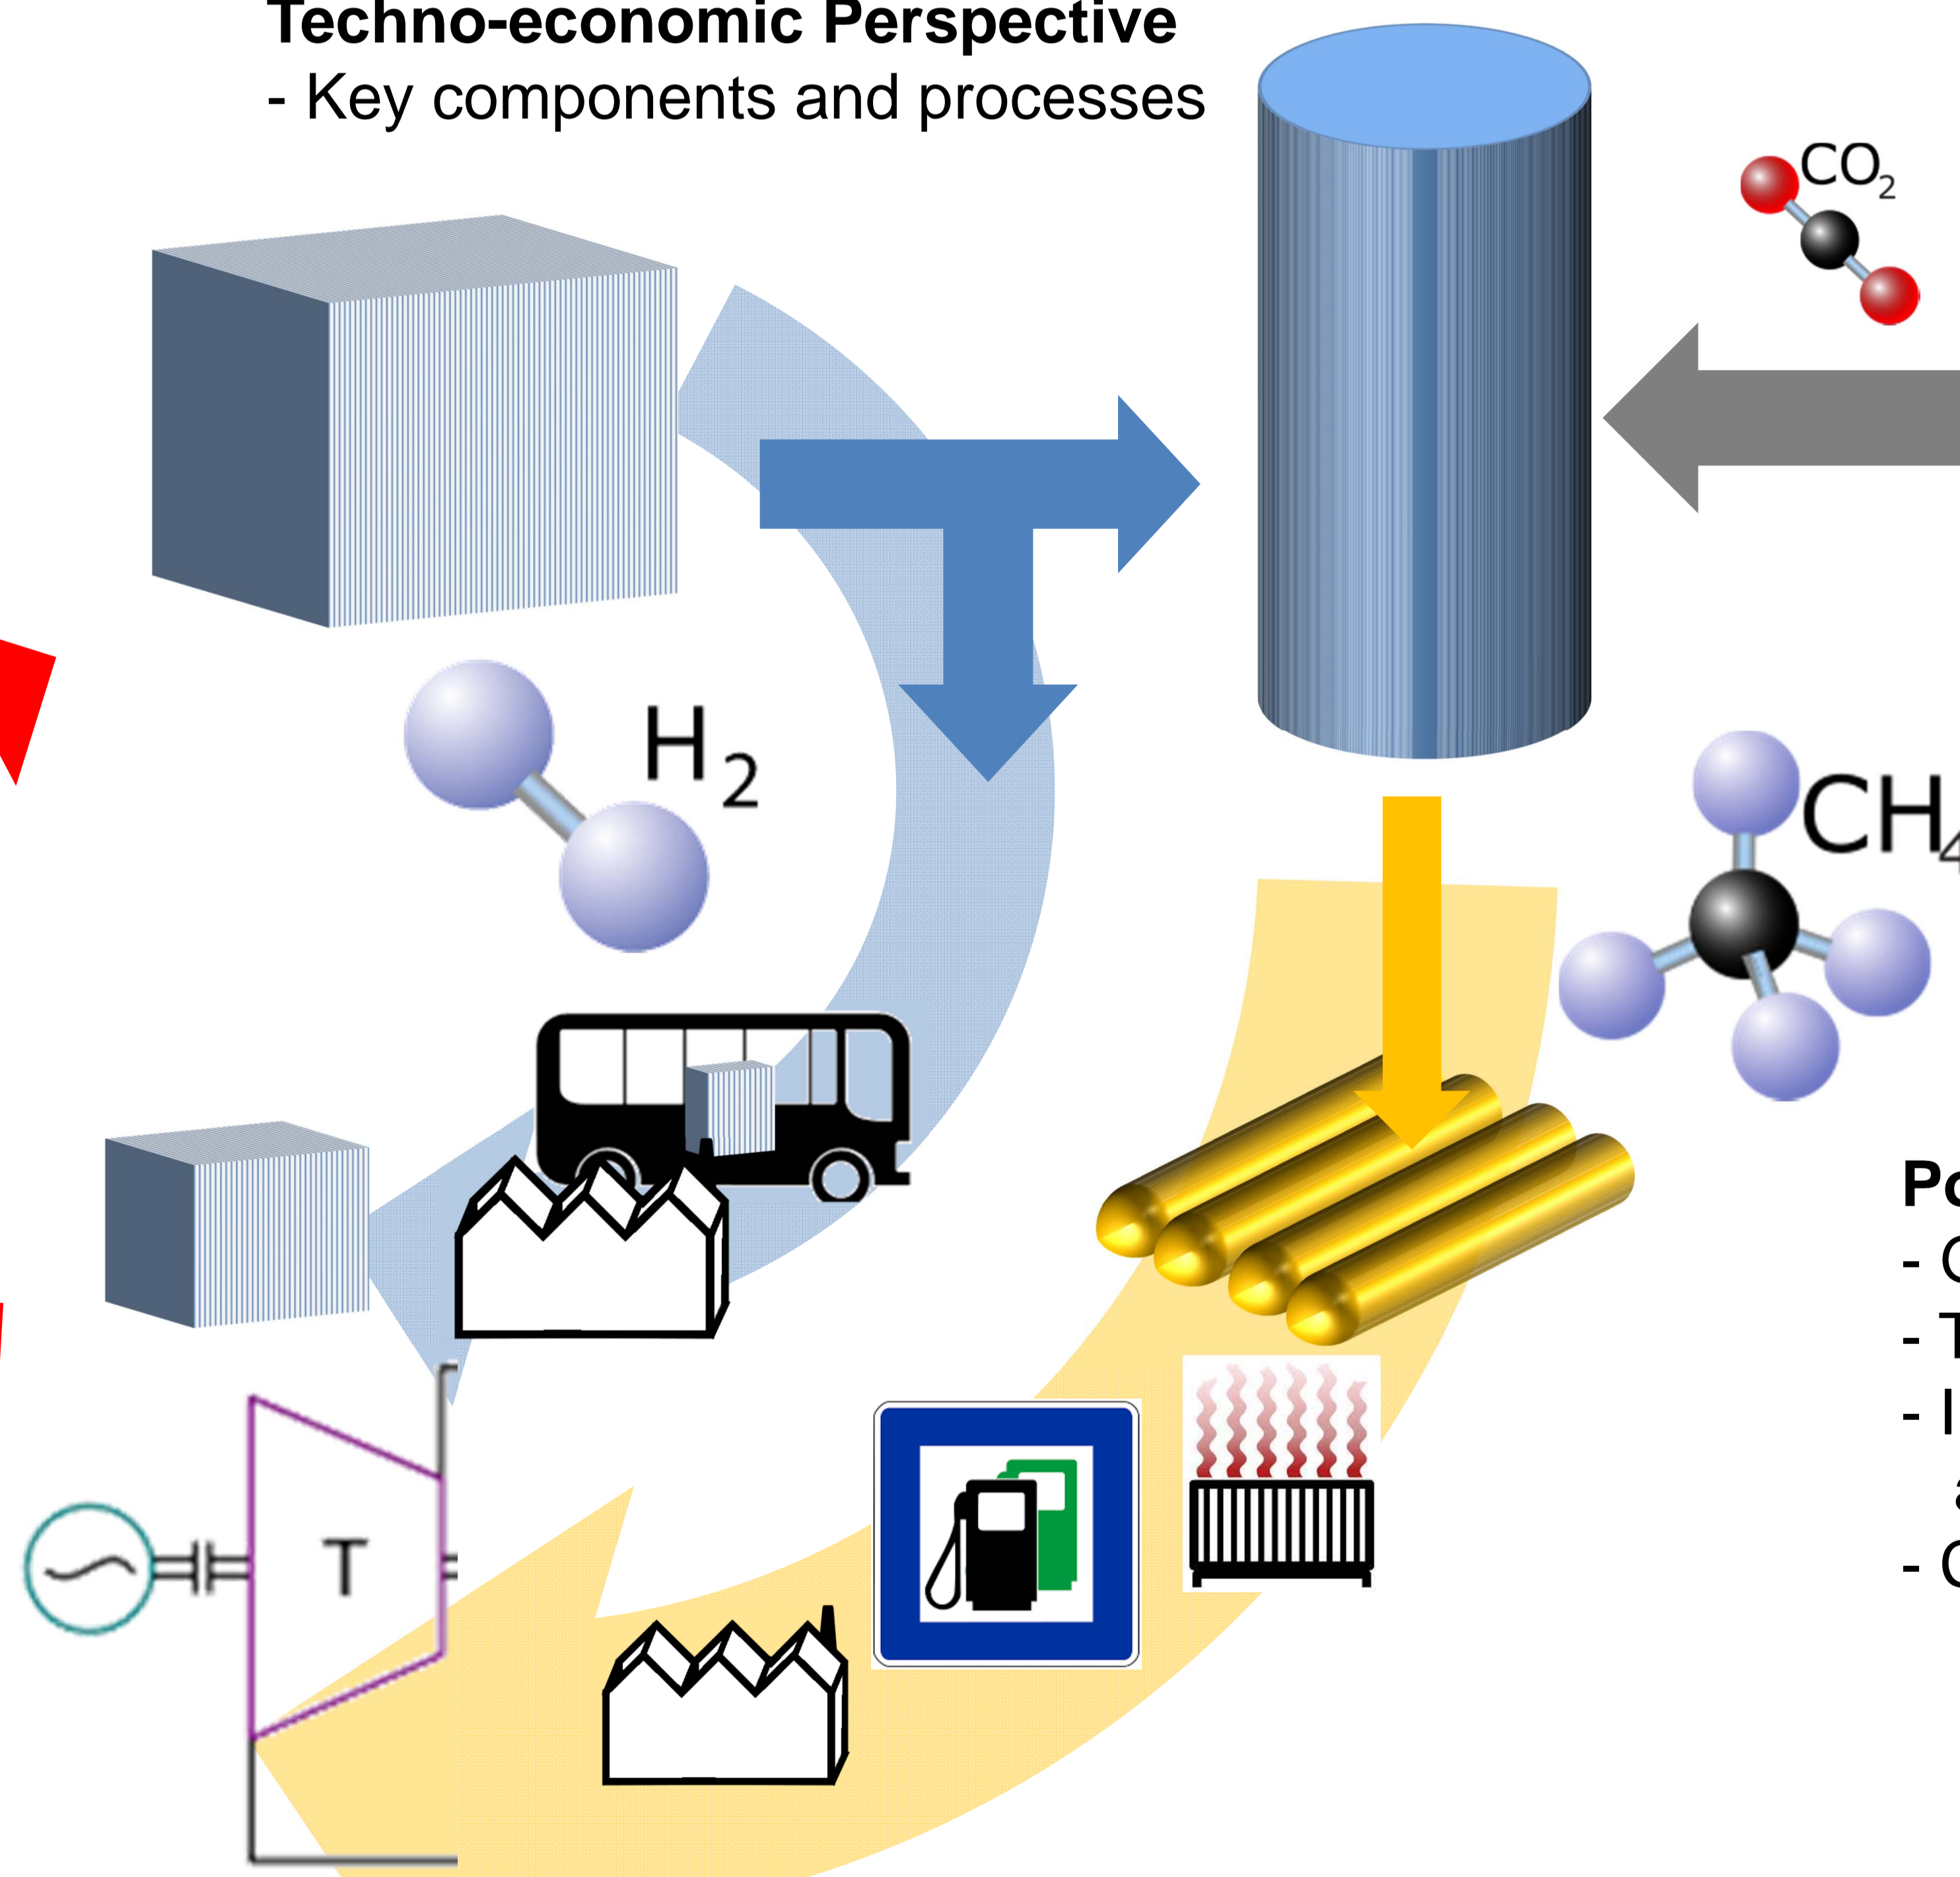 Techno-economic Perspective
- Key components and processes
CO2
H2
CH4
T